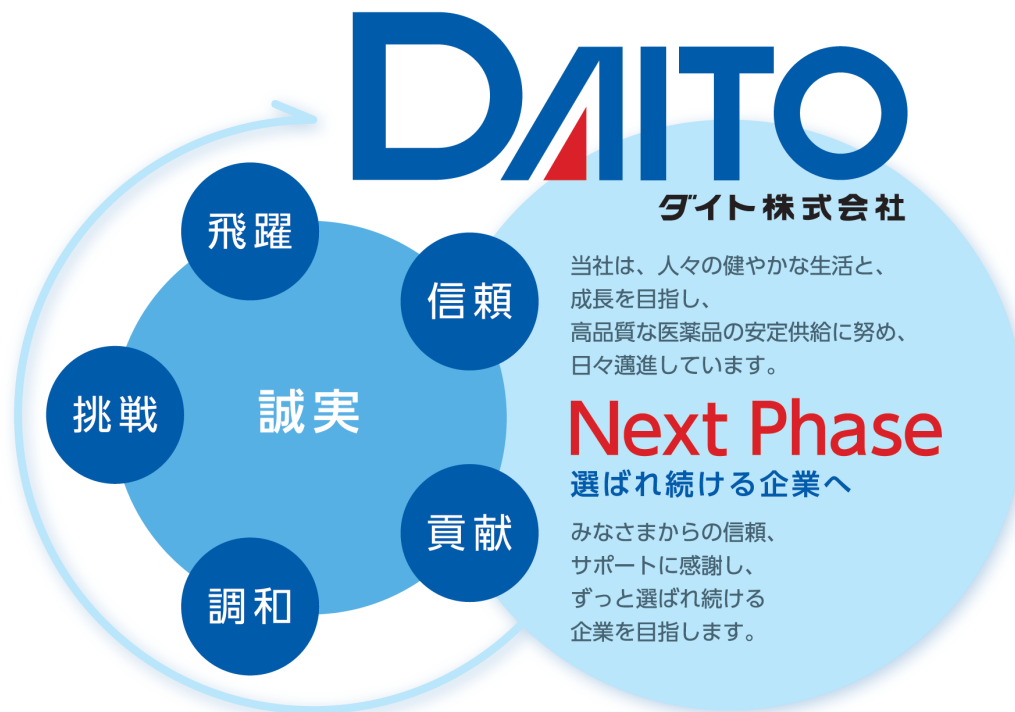 DAITO
ダイト株式会社
飛躍
信頼
挑戦
誠実
貢献
調和
当社は、人々の健やかな生活と、
成長を目指し、
高品質な医薬品の安定供給に努め、
日々邁進しています。
Next Phase
選ばれ続ける企業へ
みなさまからの信頼、
サポートに感謝し、
ずっと選ばれ続ける
企業を目指します。